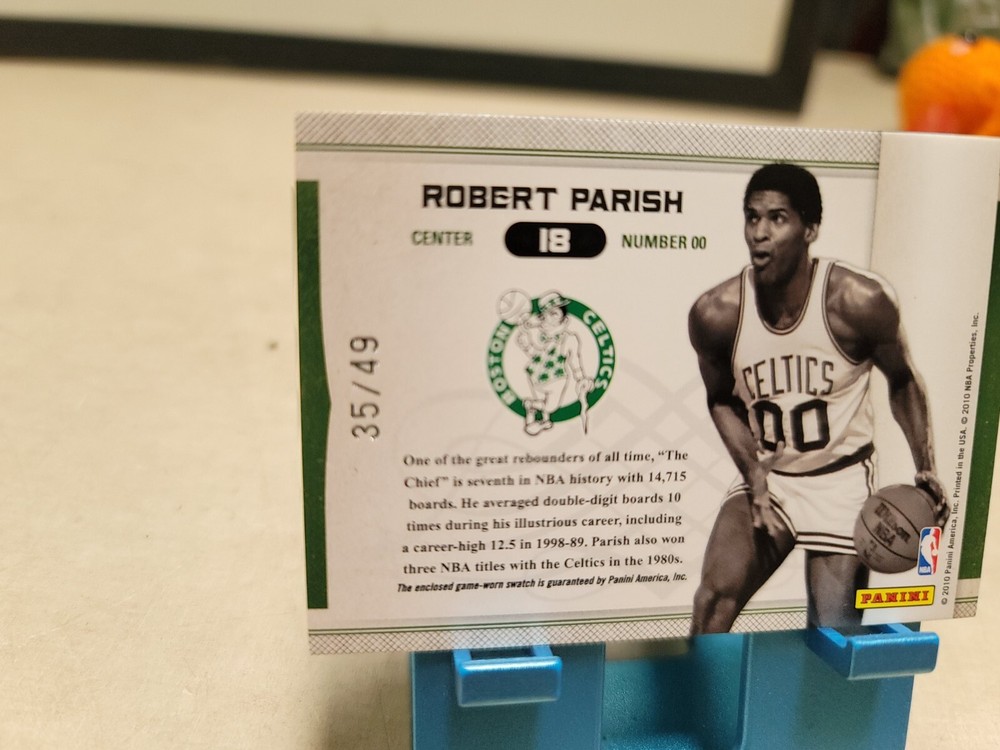 ROBERT PARISH
CENTER 18 NUMBER 00
BOSTON CELTICS
35/49
One of the great rebounders of all time, “The
Chief” is seventh in NBA history with 14,715
boards. He averaged double-digit boards 10
times during his illustrious career, including
a career-high 12.5 in 1998-89. Parish also won
three NBA titles with the Celtics in the 1980s.
The enclosed game-worn swatch is guaranteed by Panini America, Inc.
CELTICS
00
Wilson
NBA
NBA
PANINI
© 2010 Panini America, Inc. Printed in the USA. © 2010 NBA Properties, Inc.